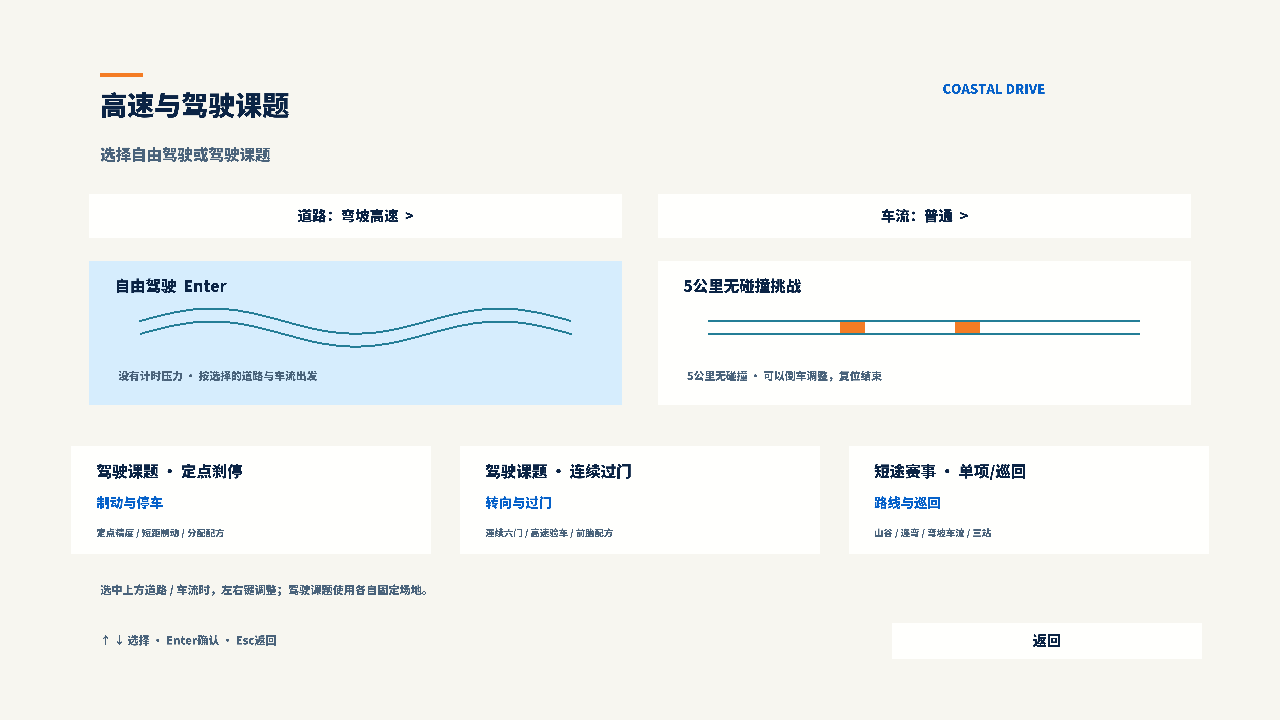 高速与驾驶课题
COASTAL DRIVE
选择自由驾驶或驾驶课题
道路：弯坡高速 >
车流：普通 >
自由驾驶 Enter
没有计时压力 · 按选择的道路与车流出发
5公里无碰撞挑战
5公里无碰撞 · 可以倒车调整，复位结束
驾驶课题 · 定点刹停
制动与停车
定点精度 / 短距制动 / 分配配方
驾驶课题 · 连续过门
转向与过门
连续六门 / 高速验车 / 前胎配方
短途赛事 · 单项/巡回
路线与巡回
山谷 / 连弯 / 弯坡车流 / 三站
选中上方道路 / 车流时，左右键调整；驾驶课题使用各自固定场地。
↑ ↓ 选择 · Enter确认 · Esc返回
返回